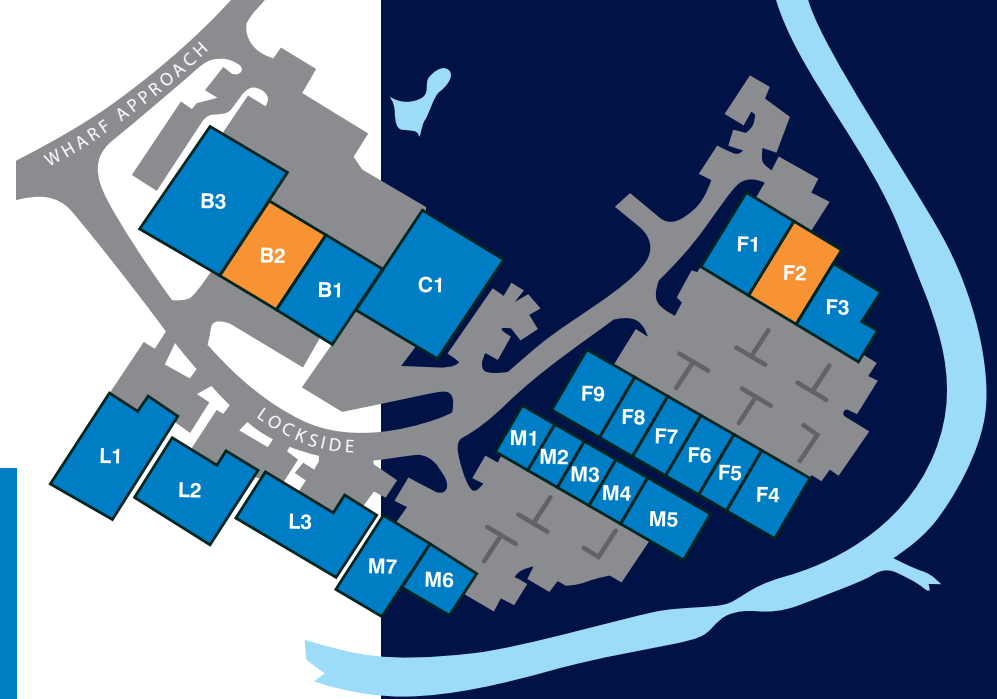 WHARF APPROACH
B3
B2
B1
C1
F1
F2
F3
F9
F8
F7
F6
F5
F4
M1
M2
M3
M4
M5
LOCKSIDE
L1
L2
L3
M7
M6